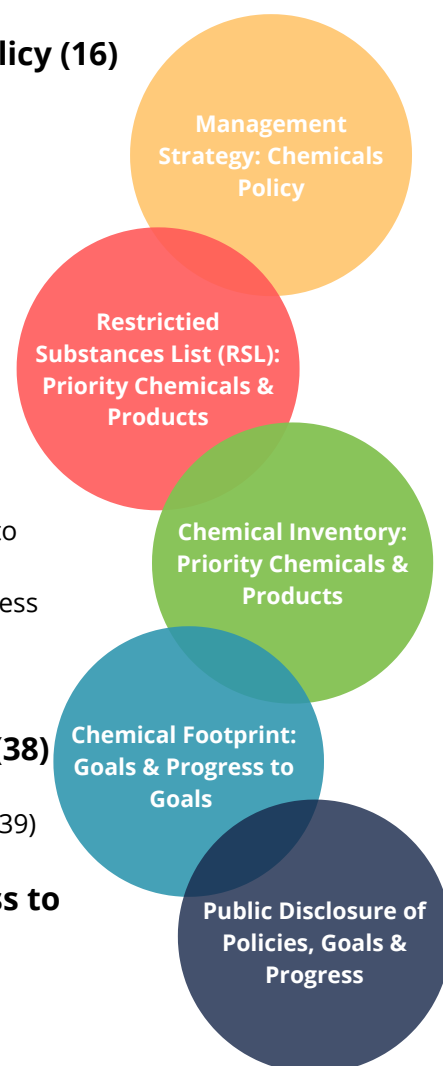 licy (16)
Management
Strategy: Chemicals
Policy
Restrictied
Substances List (RSL):
Priority Chemicals &
Products
to
Chemical Inventory:
Priority Chemicals &
Products
ess
(38)
Chemical Footprint:
Goals & Progress to
Goals
39)
ss to
Public Disclosure of
Policies, Goals &
Progress